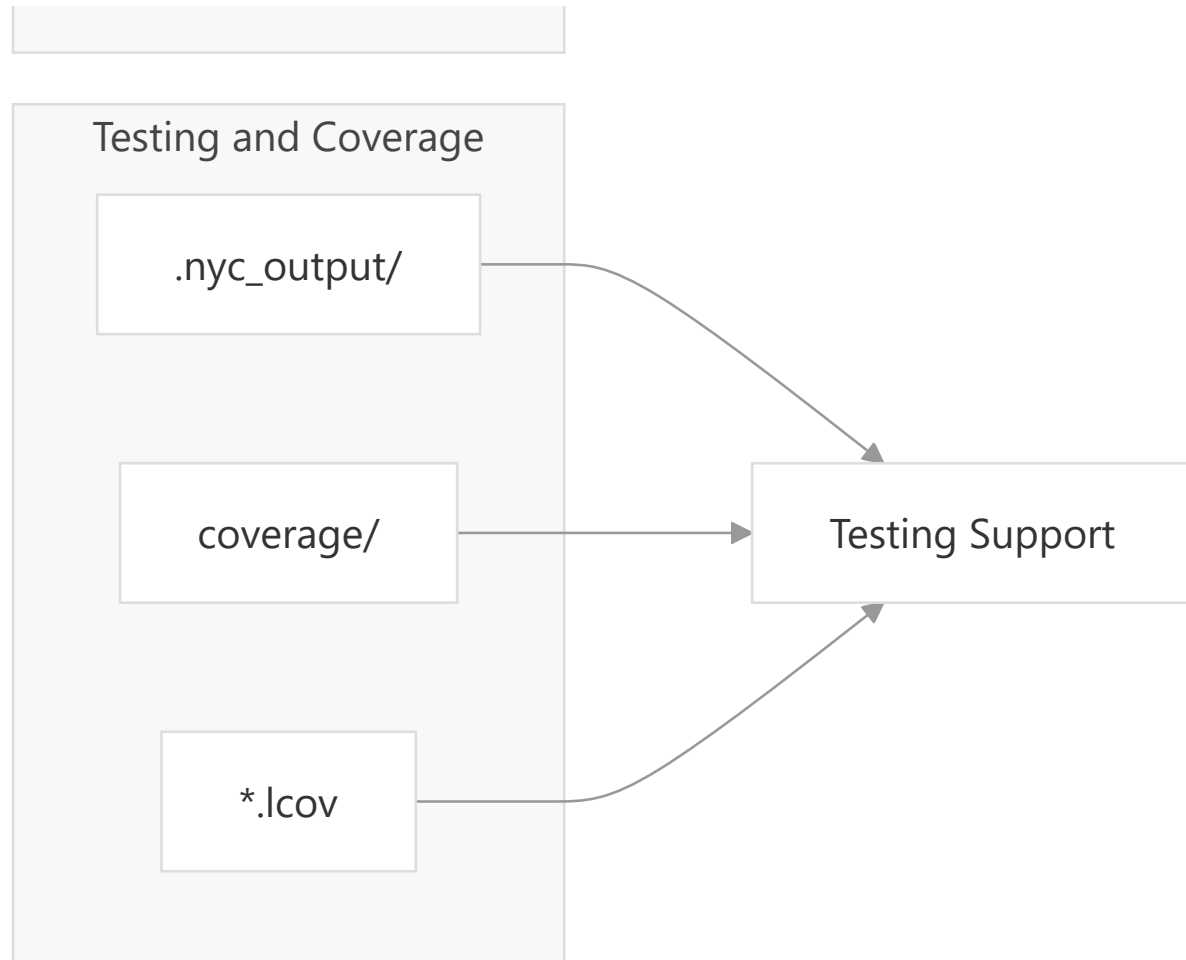 Testing and Coverage
.nyc_output/
coverage/
Testing Support
*.lcov